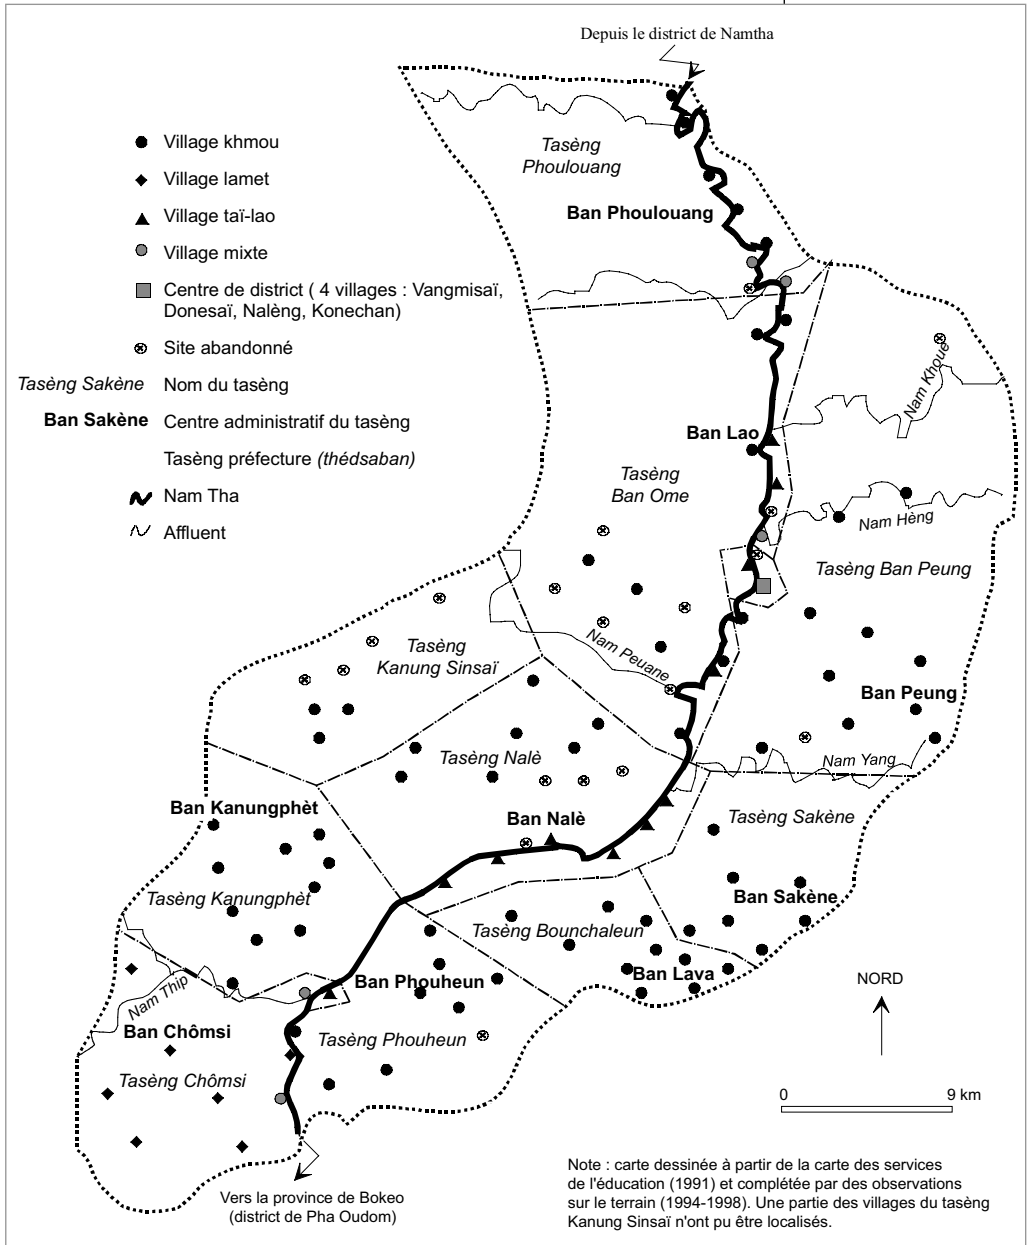 Depuis le district de Namtha
Village khmou
Village lamet
Village taï-lao
Village mixte
Centre de district ( 4 villages : Vangmisaï,
Donesaï, Nalèng, Konechan)
Site abandonné
Tasèng Sakène Nom du tasèng
Ban Sakène Centre administratif du tasèng
Tasèng préfecture (thédsaban)
Nam Tha
Affluent
Tasèng
Phoulouang
Ban Phoulouang
Nam Khoue
Ban Lao
Tasèng
Ban Ome
Nam Hèng
Tasèng Ban Peung
Tasèng
Kanung Sinsaï
Nam Peuane
Ban Peung
Tasèng Nalè
Nam Yang
Ban Kanungphèt
Ban Nalè
Tasèng Sakène
Tasèng Kanungphèt
Ban Sakène
Tasèng Bounchaleun
Ban Lava
Ban Phouheun
Nam Thip
Ban Chômsi
Tasèng Phouheun
Tasèng Chômsi
NORD
0 9 km
Vers la province de Bokeo
(district de Pha Oudom)
Note : carte dessinée à partir de la carte des services
de l'éducation (1991) et complétée par des observations
sur le terrain (1994-1998). Une partie des villages du tasèng
Kanung Sinsaï n'ont pu être localisés.